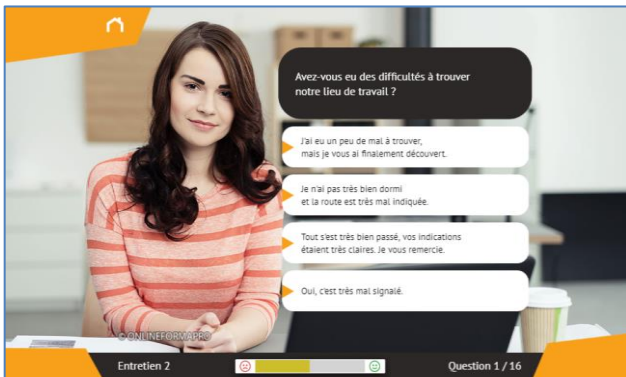 Avez-vous eu des difficultés à trouver
notre lieu de travail ?
J'ai eu un peu de mal à trouver,
mais je vous ai finalement découvert.
Je n'ai pas très bien dormi
et la route est très mal indiquée.
Tout s'est très bien passé, vos indications
étaient très claires. Je vous remercie.
Oui, c'est très mal signalé.
© ONLINEFORMAPRO
Entretien 2
Question 1 / 16